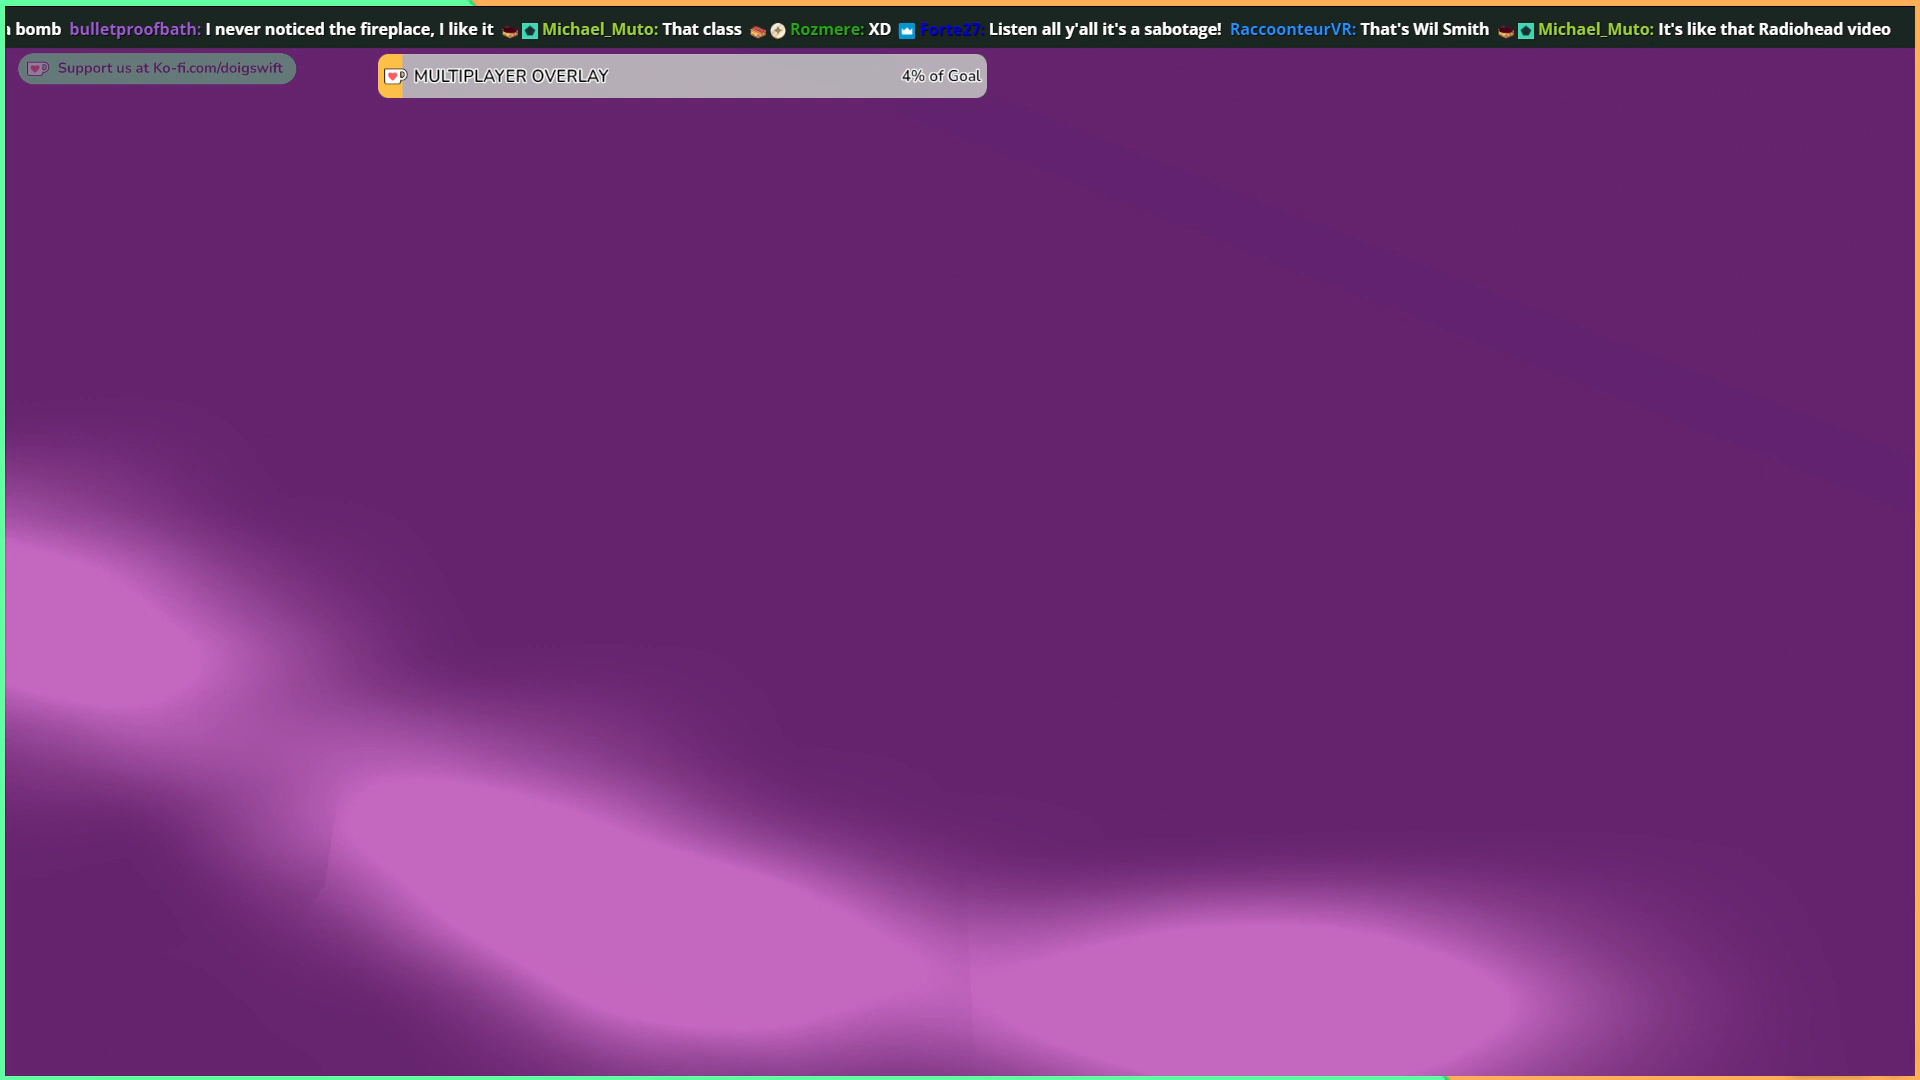 bomb bulletproofbath: I never noticed the fireplace, I like it Michael_Muto: That class Rozmere: XD Forte27: Listen all y'all it's a sabotage! RaccoonteurVR: That's Wil Smith Michael_Muto: It's like that Radiohead video
Support us at Ko-fi.com/doigswift
MULTIPLAYER OVERLAY 4% of Goal